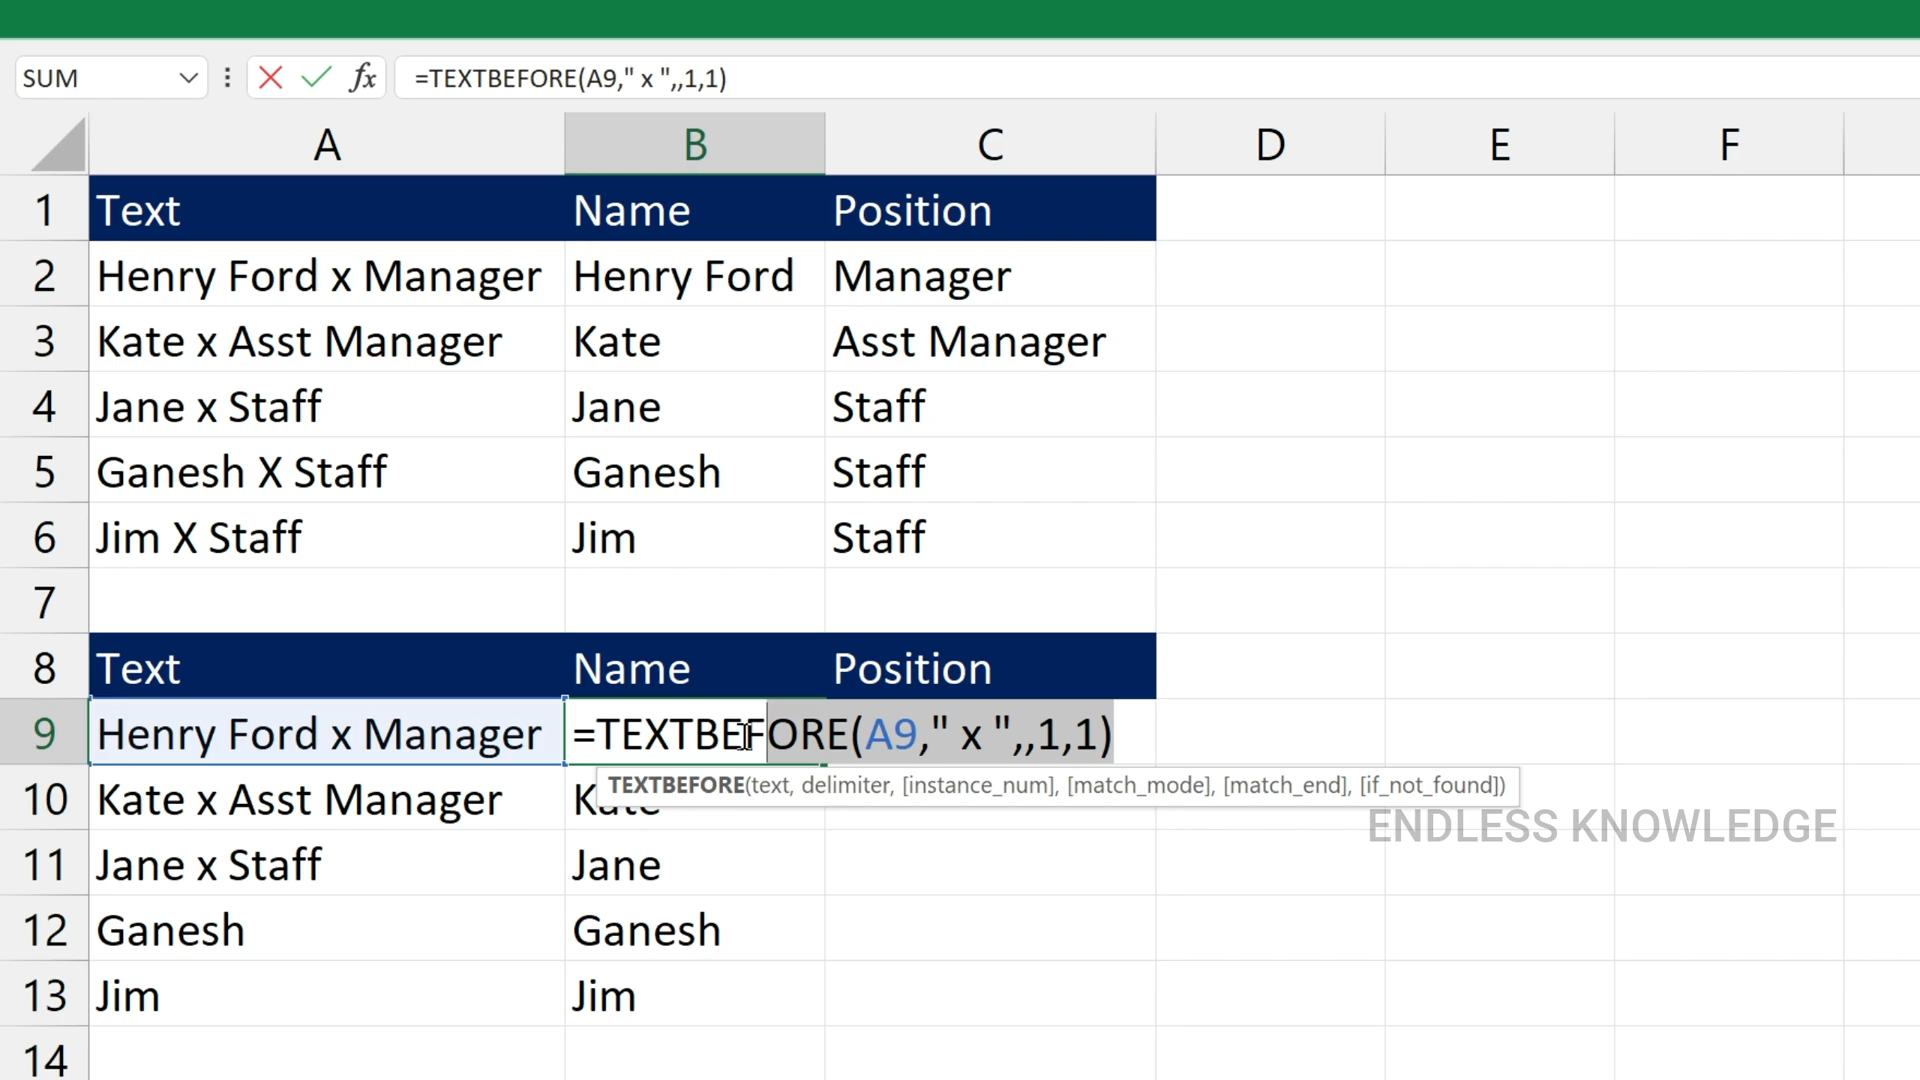 SUM fx =TEXTBEFORE(A9," x ",,1,1)
A B C D E F
1 Text Name Position
2 Henry Ford x Manager Henry Ford Manager
3 Kate x Asst Manager Kate Asst Manager
4 Jane x Staff Jane Staff
5 Ganesh X Staff Ganesh Staff
6 Jim X Staff Jim Staff
7
8 Text Name Position
9 Henry Ford x Manager =TEXTBEFORE(A9," x ",,1,1)
TEXTBEFORE(text, delimiter, [instance_num], [match_mode], [match_end], [if_not_found])
10 Kate x Asst Manager Kate
ENDLESS KNOWLEDGE
11 Jane x Staff Jane
12 Ganesh Ganesh
13 Jim Jim
14